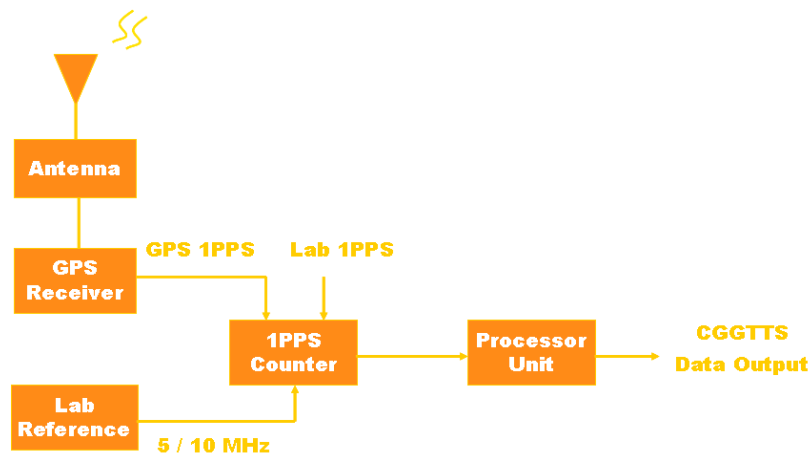 Antenna
GPS 1PPS
Lab 1PPS
GPS
Receiver
1PPS
Counter
Processor
Unit
CGGTTS
Data Output
Lab
Reference
5 / 10 MHz